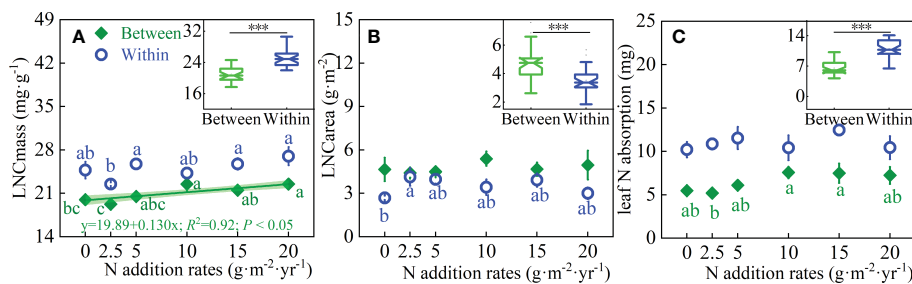 A
Between
Within
LNCmass (mg·g⁻¹)
49
42
35
28
21
14
ab
b
a
a
a
bc
c
abc
a
ab
a
y=19.89+0.130x; R²=0.92; P < 0.05
0 2.5 5 10 15 20
N addition rates (g·m⁻²·yr⁻¹)
***
32
24
16
Between Within
B
LNCarea (g·m⁻²)
15
12
9
6
3
0
b
a
ab
ab
ab
ab
0 2.5 5 10 15 20
N addition rates (g·m⁻²·yr⁻¹)
***
6
4
2
Between Within
C
leaf N absorption (mg)
25
20
15
10
5
0
ab
b
ab
a
a
ab
0 2.5 5 10 15 20
N addition rates (g·m⁻²·yr⁻¹)
***
14
7
0
Between Within